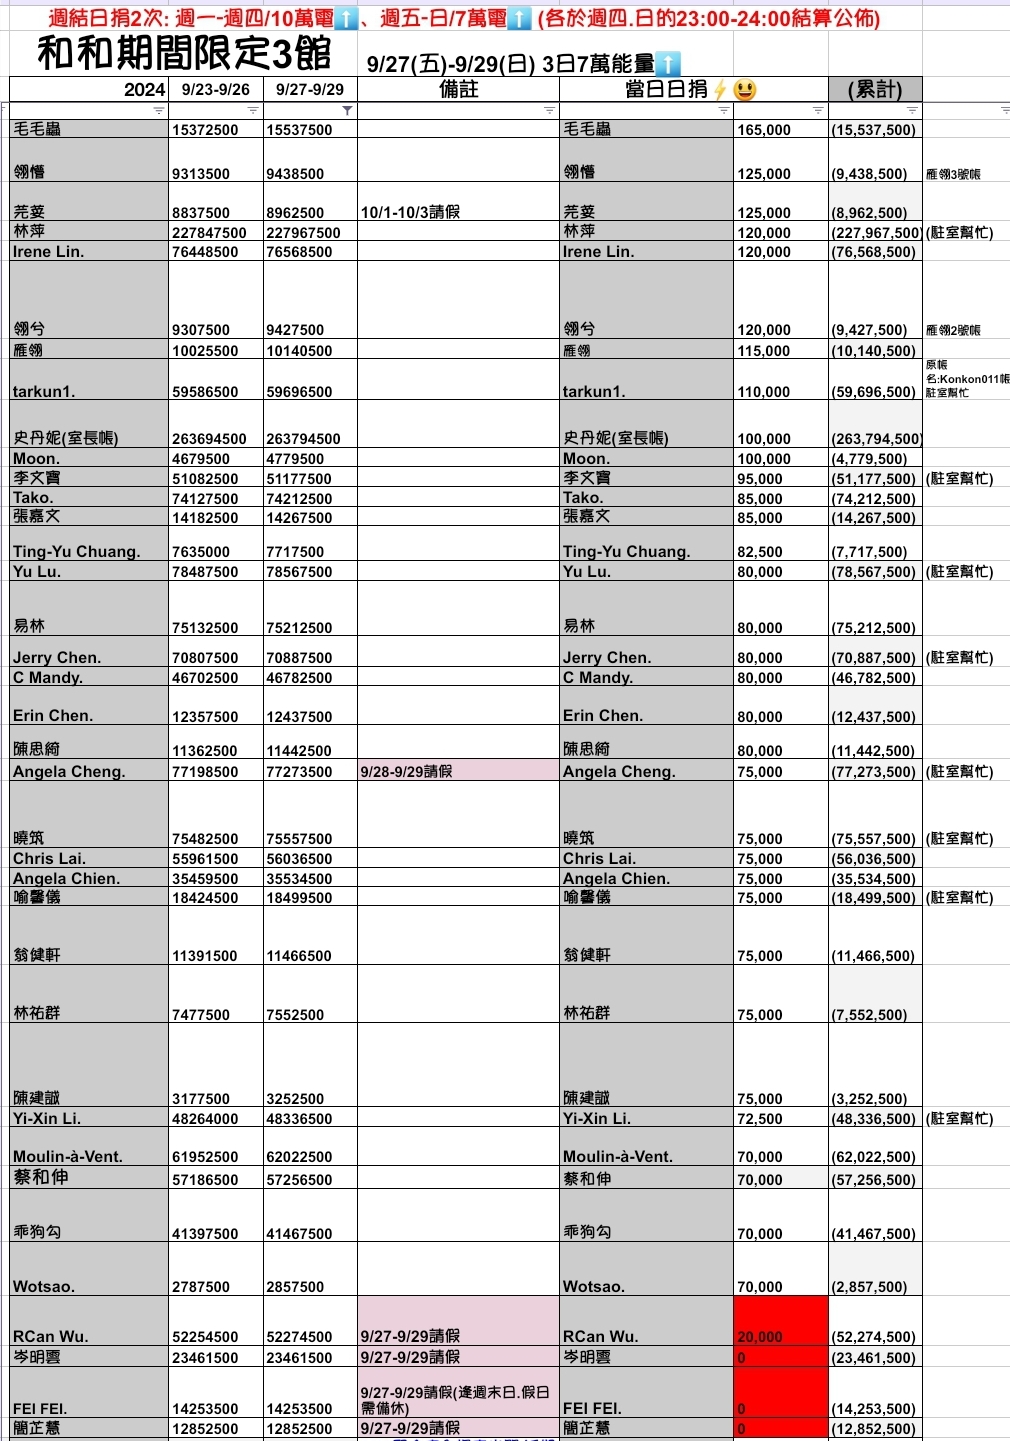 週結日捐2次: 週一-週四/10萬電⬆️、週五-日/7萬電⬆️ (各於週四.日的23:00-24:00結算公佈)
和和期間限定3館 9/27(五)-9/29(日) 3日7萬能量⬆️
2024 9/23-9/26 9/27-9/29 備註 當日日捐⚡😃 (累計)
毛毛蟲 15372500 15537500 毛毛蟲 165,000 (15,537,500)
翎懵 9313500 9438500 翎懵 125,000 (9,438,500) 雁翎3號帳
芫荽 8837500 8962500 10/1-10/3請假 芫荽 125,000 (8,962,500)
林萍 227847500 227967500 林萍 120,000 (227,967,500) (駐室幫忙)
Irene Lin. 76448500 76568500 Irene Lin. 120,000 (76,568,500)
翎兮 9307500 9427500 翎兮 120,000 (9,427,500) 雁翎2號帳
雁翎 10025500 10140500 雁翎 115,000 (10,140,500)
原帳
名:Konkon011帳
tarkun1. 59586500 59696500 tarkun1. 110,000 (59,696,500) 駐室幫忙
史丹妮(室長帳) 263694500 263794500 史丹妮(室長帳) 100,000 (263,794,500)
Moon. 4679500 4779500 Moon. 100,000 (4,779,500)
李文寶 51082500 51177500 李文寶 95,000 (51,177,500) (駐室幫忙)
Tako. 74127500 74212500 Tako. 85,000 (74,212,500)
張嘉文 14182500 14267500 張嘉文 85,000 (14,267,500)
Ting-Yu Chuang. 7635000 7717500 Ting-Yu Chuang. 82,500 (7,717,500)
Yu Lu. 78487500 78567500 Yu Lu. 80,000 (78,567,500) (駐室幫忙)
易林 75132500 75212500 易林 80,000 (75,212,500)
Jerry Chen. 70807500 70887500 Jerry Chen. 80,000 (70,887,500) (駐室幫忙)
C Mandy. 46702500 46782500 C Mandy. 80,000 (46,782,500)
Erin Chen. 12357500 12437500 Erin Chen. 80,000 (12,437,500)
陳思綺 11362500 11442500 陳思綺 80,000 (11,442,500)
Angela Cheng. 77198500 77273500 9/28-9/29請假 Angela Cheng. 75,000 (77,273,500) (駐室幫忙)
曉筑 75482500 75557500 曉筑 75,000 (75,557,500) (駐室幫忙)
Chris Lai. 55961500 56036500 Chris Lai. 75,000 (56,036,500)
Angela Chien. 35459500 35534500 Angela Chien. 75,000 (35,534,500)
喻馨儀 18424500 18499500 喻馨儀 75,000 (18,499,500) (駐室幫忙)
翁健軒 11391500 11466500 翁健軒 75,000 (11,466,500)
林祐群 7477500 7552500 林祐群 75,000 (7,552,500)
陳建誠 3177500 3252500 陳建誠 75,000 (3,252,500)
Yi-Xin Li. 48264000 48336500 Yi-Xin Li. 72,500 (48,336,500) (駐室幫忙)
Moulin-à-Vent. 61952500 62022500 Moulin-à-Vent. 70,000 (62,022,500)
蔡和伸 57186500 57256500 蔡和伸 70,000 (57,256,500)
乖狗勾 41397500 41467500 乖狗勾 70,000 (41,467,500)
Wotsao. 2787500 2857500 Wotsao. 70,000 (2,857,500)
RCan Wu. 52254500 52274500 9/27-9/29請假 RCan Wu. 20,000 (52,274,500)
岑明雲 23461500 23461500 9/27-9/29請假 岑明雲 0 (23,461,500)
9/27-9/29請假(逢週末日.假日
FEI FEI. 14253500 14253500 需備休) FEI FEI. 0 (14,253,500)
簡芷慧 12852500 12852500 9/27-9/29請假 簡芷慧 0 (12,852,500)